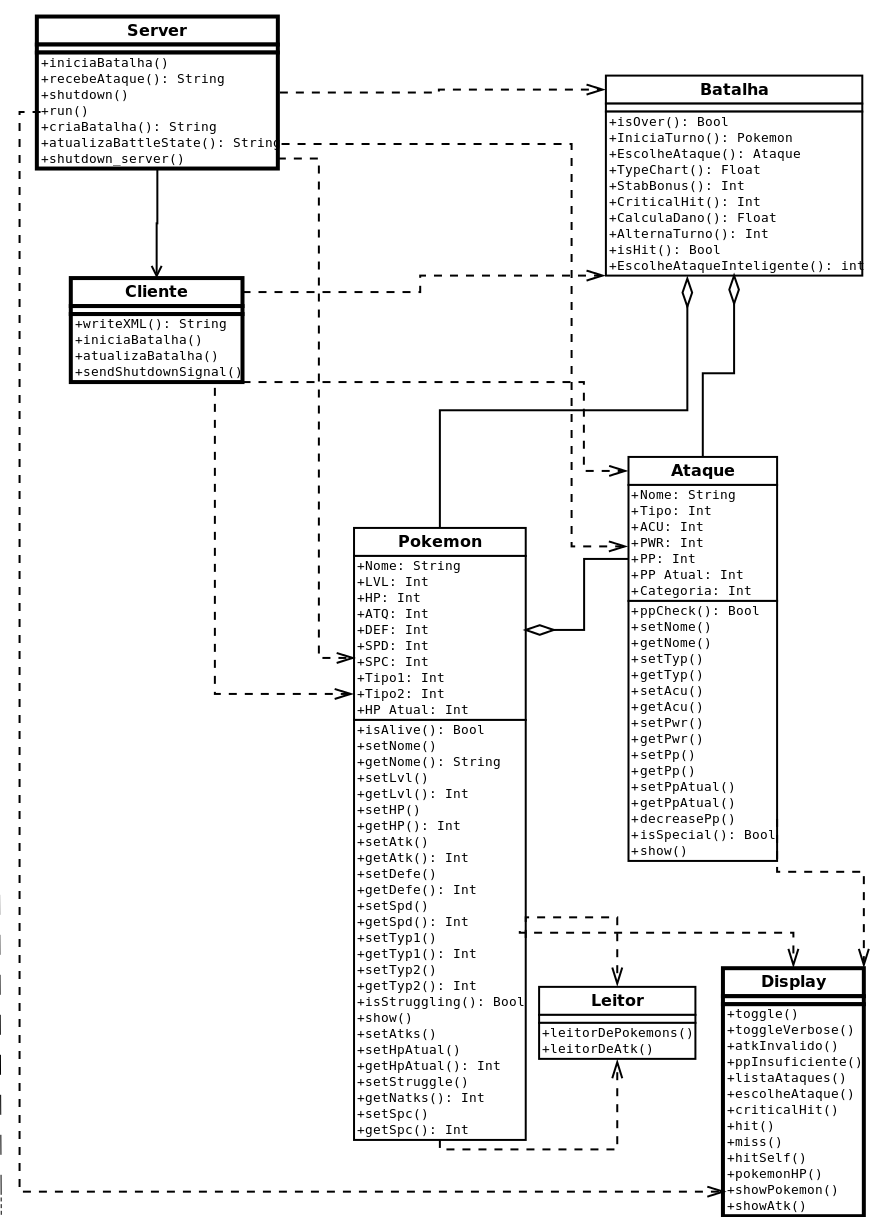 Server
+iniciaBatalha()
+recebeAtaque(): String
+shutdown()
+run()
+criaBatalha(): String
+atualizaBattleState(): String
+shutdown_server()
Batalha
+isOver(): Bool
+IniciaTurno(): Pokemon
+EscolheAtaque(): Ataque
+TypeChart(): Float
+StabBonus(): Int
+CriticalHit(): Int
+CalculaDano(): Float
+AlternaTurno(): Int
+isHit(): Bool
+EscolheAtaqueInteligente(): int
Cliente
+writeXML(): String
+iniciaBatalha()
+atualizaBatalha()
+sendShutdownSignal()
Ataque
+Nome: String
+Tipo: Int
+ACU: Int
+PWR: Int
+PP: Int
+PP Atual: Int
+Categoria: Int
+ppCheck(): Bool
+setNome()
+getNome()
+setTyp()
+getTyp()
+setAcu()
+getAcu()
+setPwr()
+getPwr()
+setPp()
+getPp()
+setPpAtual()
+getPpAtual()
+decreasePp()
+isSpecial(): Bool
+show()
Pokemon
+Nome: String
+LVL: Int
+HP: Int
+ATQ: Int
+DEF: Int
+SPD: Int
+SPC: Int
+Tipo1: Int
+Tipo2: Int
+HP Atual: Int
+isAlive(): Bool
+setNome()
+getNome(): String
+setLvl()
+getLvl(): Int
+setHP()
+getHP(): Int
+setAtk()
+getAtk(): Int
+setDefe()
+getDefe(): Int
+setSpd()
+getSpd(): Int
+setTyp1()
+getTyp1(): Int
+setTyp2()
+getTyp2(): Int
+isStruggling(): Bool
+show()
+setAtks()
+setHpAtual()
+getHpAtual(): Int
+setStruggle()
+getNatks(): Int
+setSpc()
+getSpc(): Int
Leitor
+leitorDePokemons()
+leitorDeAtk()
Display
+toggle()
+toggleVerbose()
+atkInvalido()
+ppInsuficiente()
+listaAtaques()
+escolheAtaque()
+criticalHit()
+hit()
+miss()
+hitSelf()
+pokemonHP()
+showPokemon()
+showAtk()